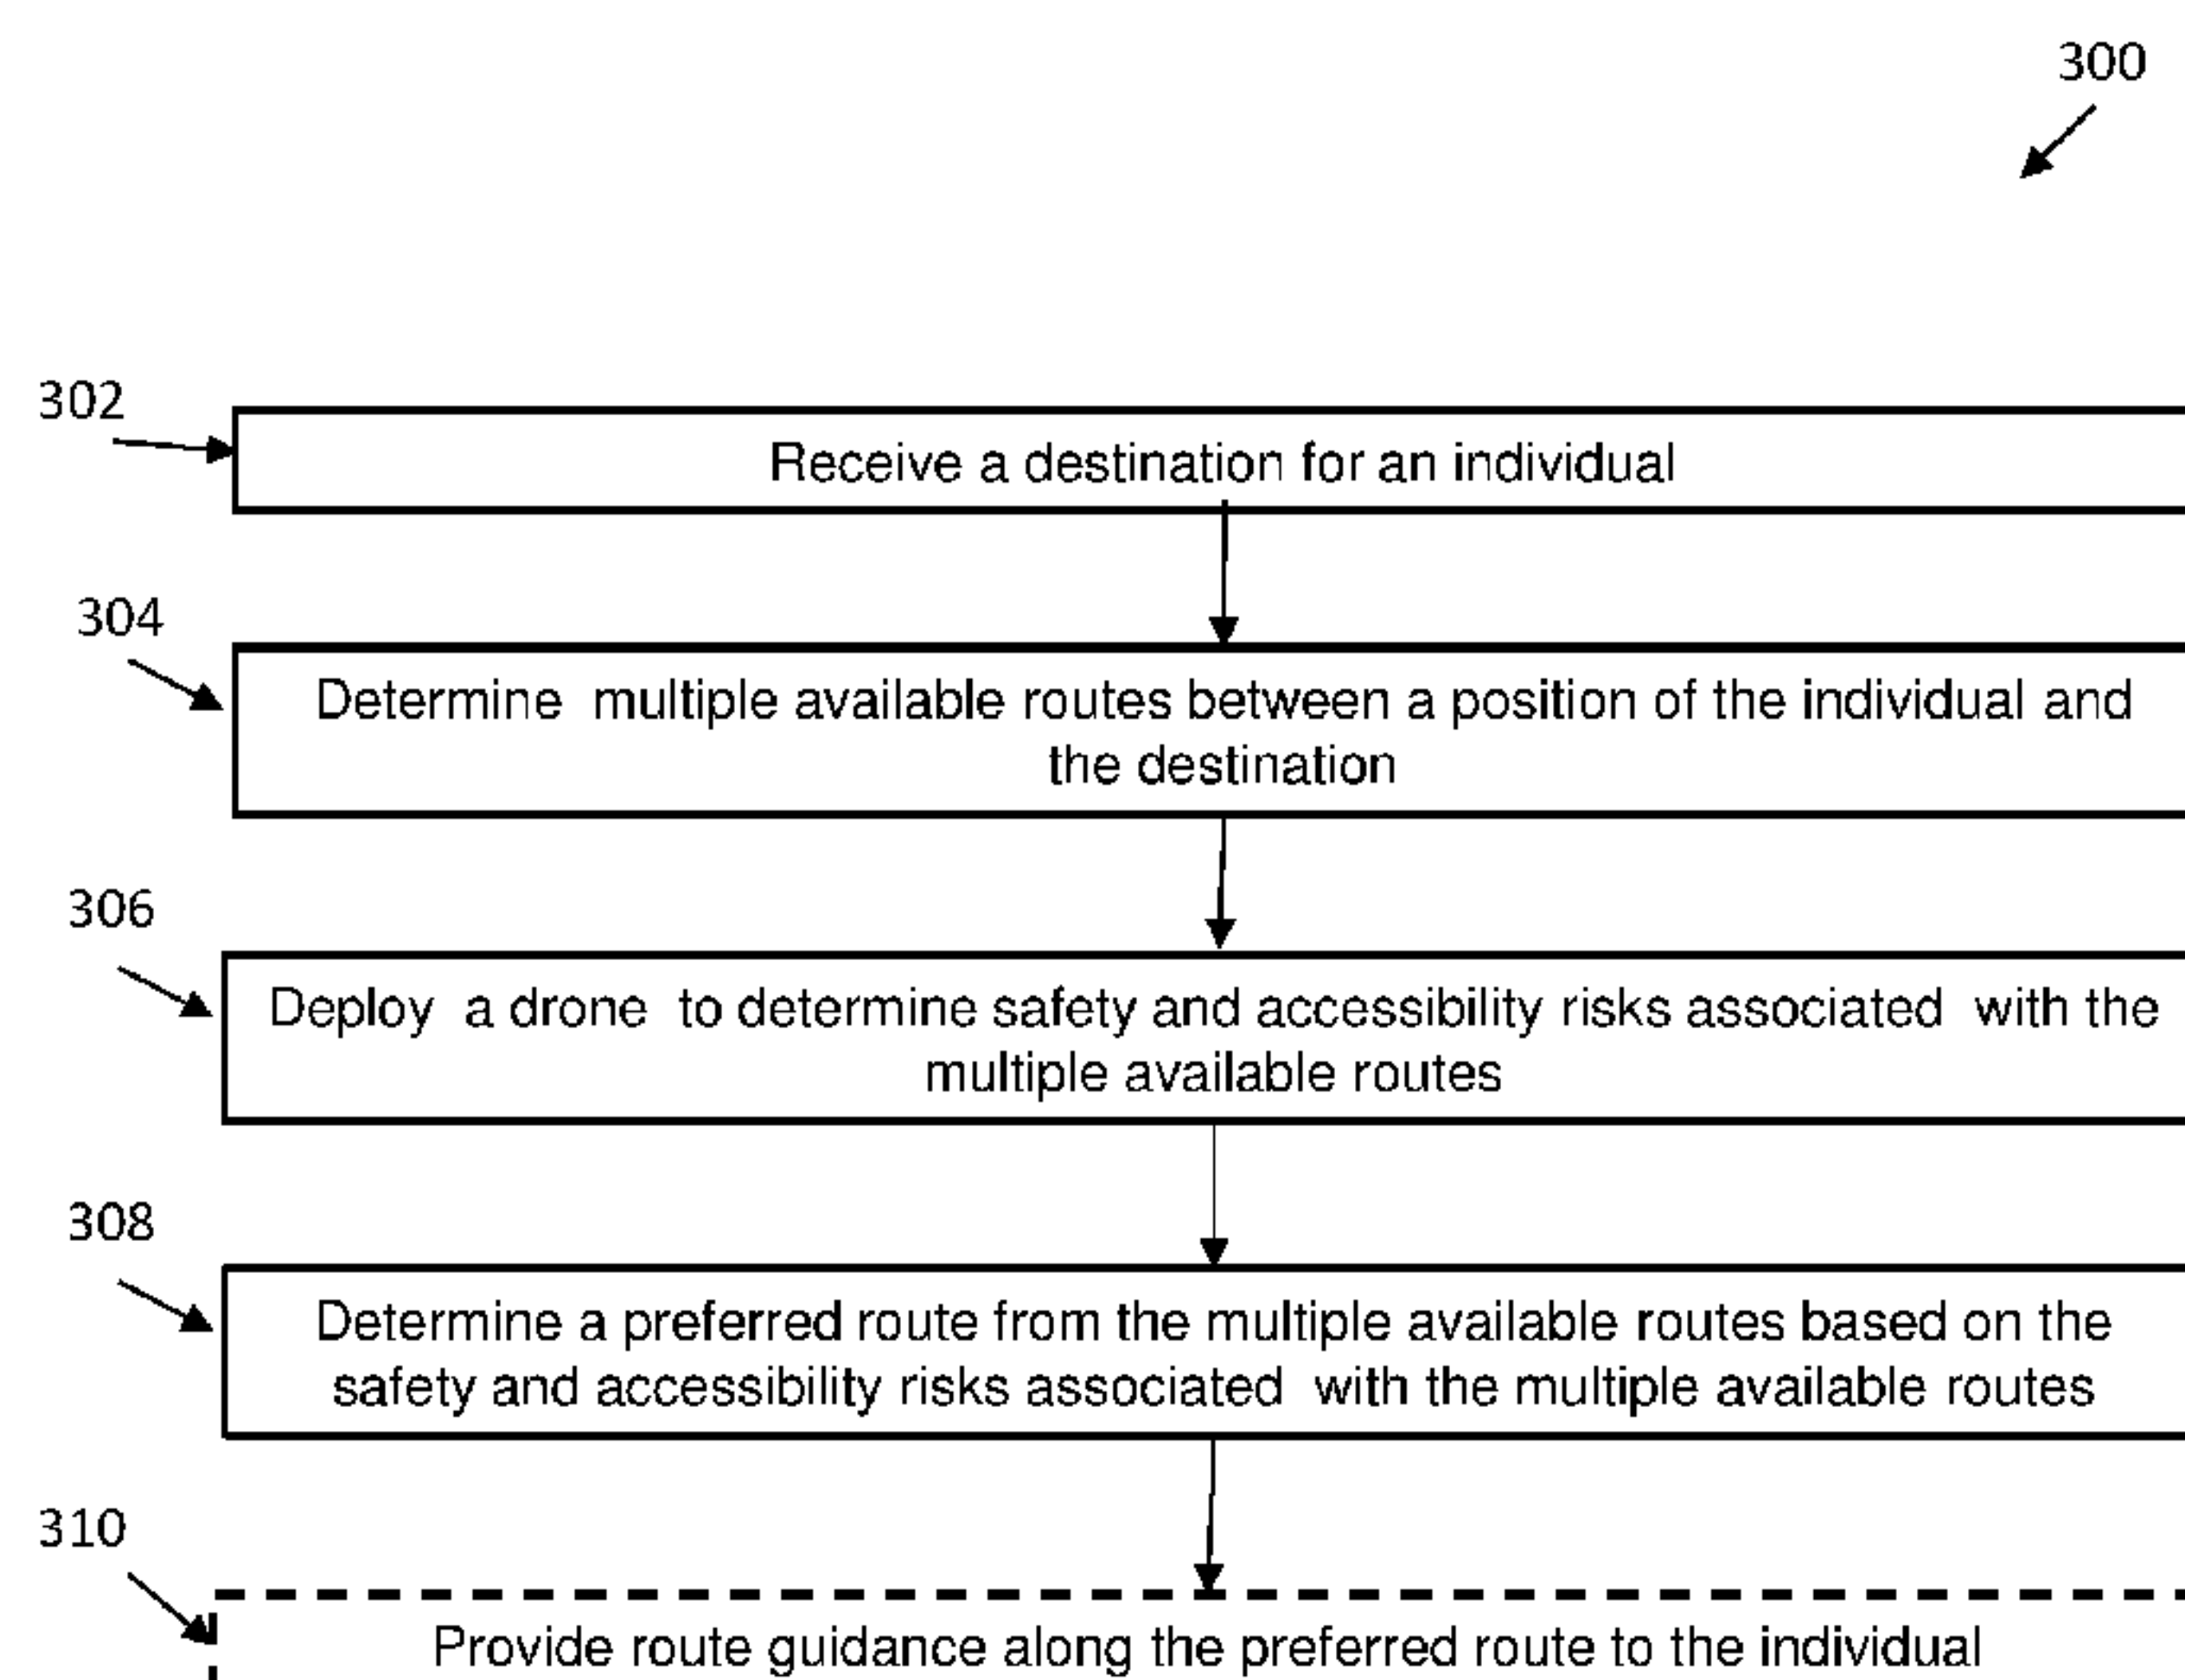 300
302
Receive a destination for an individual
304
Determine multiple available routes between a position of the individual and
the destination
306
Deploy a drone to determine safety and accessibility risks associated with the
multiple available routes
308
Determine a preferred route from the multiple available routes based on the
safety and accessibility risks associated with the multiple available routes
310
Provide route guidance along the preferred route to the individual